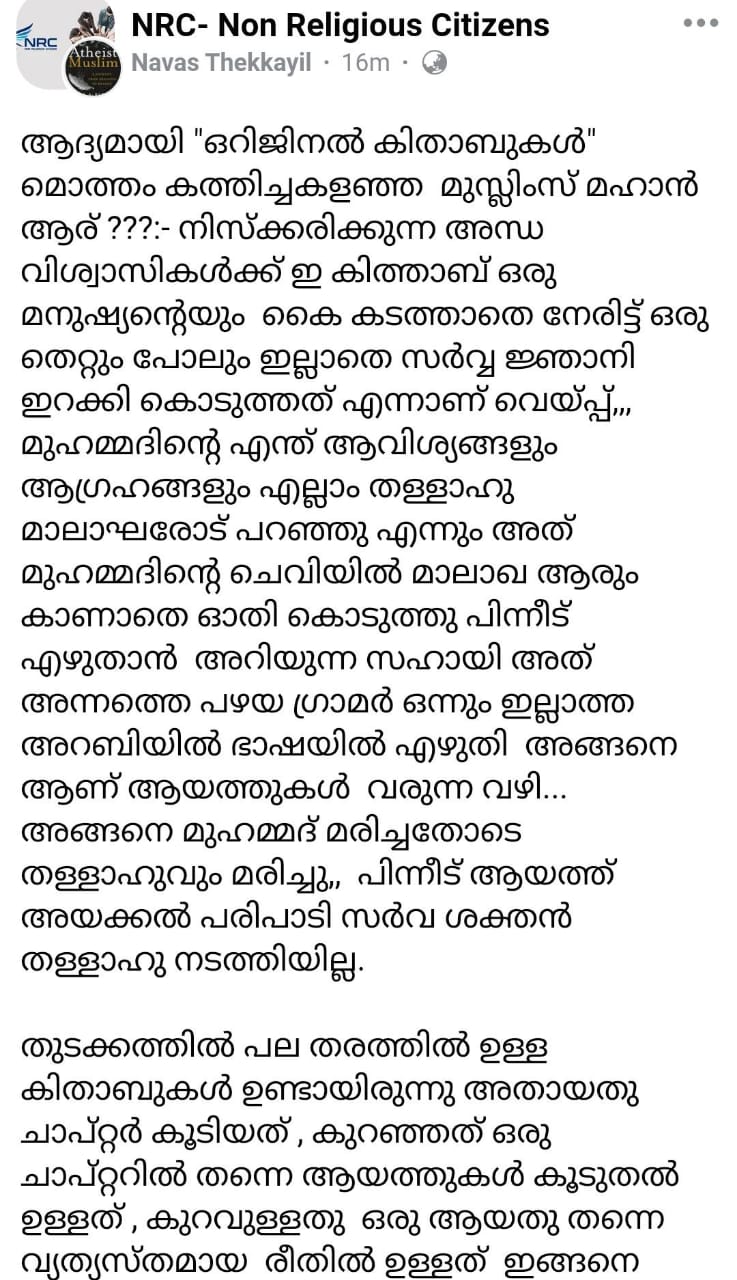 NRC- Non Religious Citizens
Navas Thekkayil · 16m ·
NRC
Atheist
Muslim
ആദ്യമായി "ഒറിജിനൽ കിതാബുകൾ"
മൊത്തം കത്തിച്ചകളഞ്ഞ മുസ്ലിംസ് മഹാൻ
ആര് ???:- നിസ്ക്കരിക്കുന്ന അന്ധ
വിശ്വാസികൾക്ക് ഇ കിത്താബ് ഒരു
മനുഷ്യന്റെയും കൈ കടത്താതെ നേരിട്ട് ഒരു
തെറ്റും പോലും ഇല്ലാതെ സർവ്വ ജ്ഞാനി
ഇറക്കി കൊടുത്തത് എന്നാണ് വെയ്പ്പ്,,,
മുഹമ്മദിന്റെ എന്ത് ആവിശ്യങ്ങളും
ആഗ്രഹങ്ങളും എല്ലാം തള്ളാഹു
മാലാഘരോട് പറഞ്ഞു എന്നും അത്
മുഹമ്മദിന്റെ ചെവിയിൽ മാലാഖ ആരും
കാണാതെ ഓതി കൊടുത്തു പിന്നീട്
എഴുതാൻ അറിയുന്ന സഹായി അത്
അന്നത്തെ പഴയ ഗ്രാമർ ഒന്നും ഇല്ലാത്ത
അറബിയിൽ ഭാഷയിൽ എഴുതി അങ്ങനെ
ആണ് ആയത്തുകൾ വരുന്ന വഴി...
അങ്ങനെ മുഹമ്മദ് മരിച്ചതോടെ
തള്ളാഹുവും മരിച്ചു,, പിന്നീട് ആയത്ത്
അയക്കൽ പരിപാടി സർവ ശക്തൻ
തള്ളാഹു നടത്തിയില്ല.
തുടക്കത്തിൽ പല തരത്തിൽ ഉള്ള
കിതാബുകൾ ഉണ്ടായിരുന്നു അതായതു
ചാപ്റ്റർ കൂടിയത് , കുറഞ്ഞത് ഒരു
ചാപ്റ്ററിൽ തന്നെ ആയത്തുകൾ കൂടുതൽ
ഉള്ളത് , കുറവുള്ളതു ഒരു ആയതു തന്നെ
വ്യത്യസ്തമായ രീതിൽ ഉള്ളത് ഇങ്ങനെ